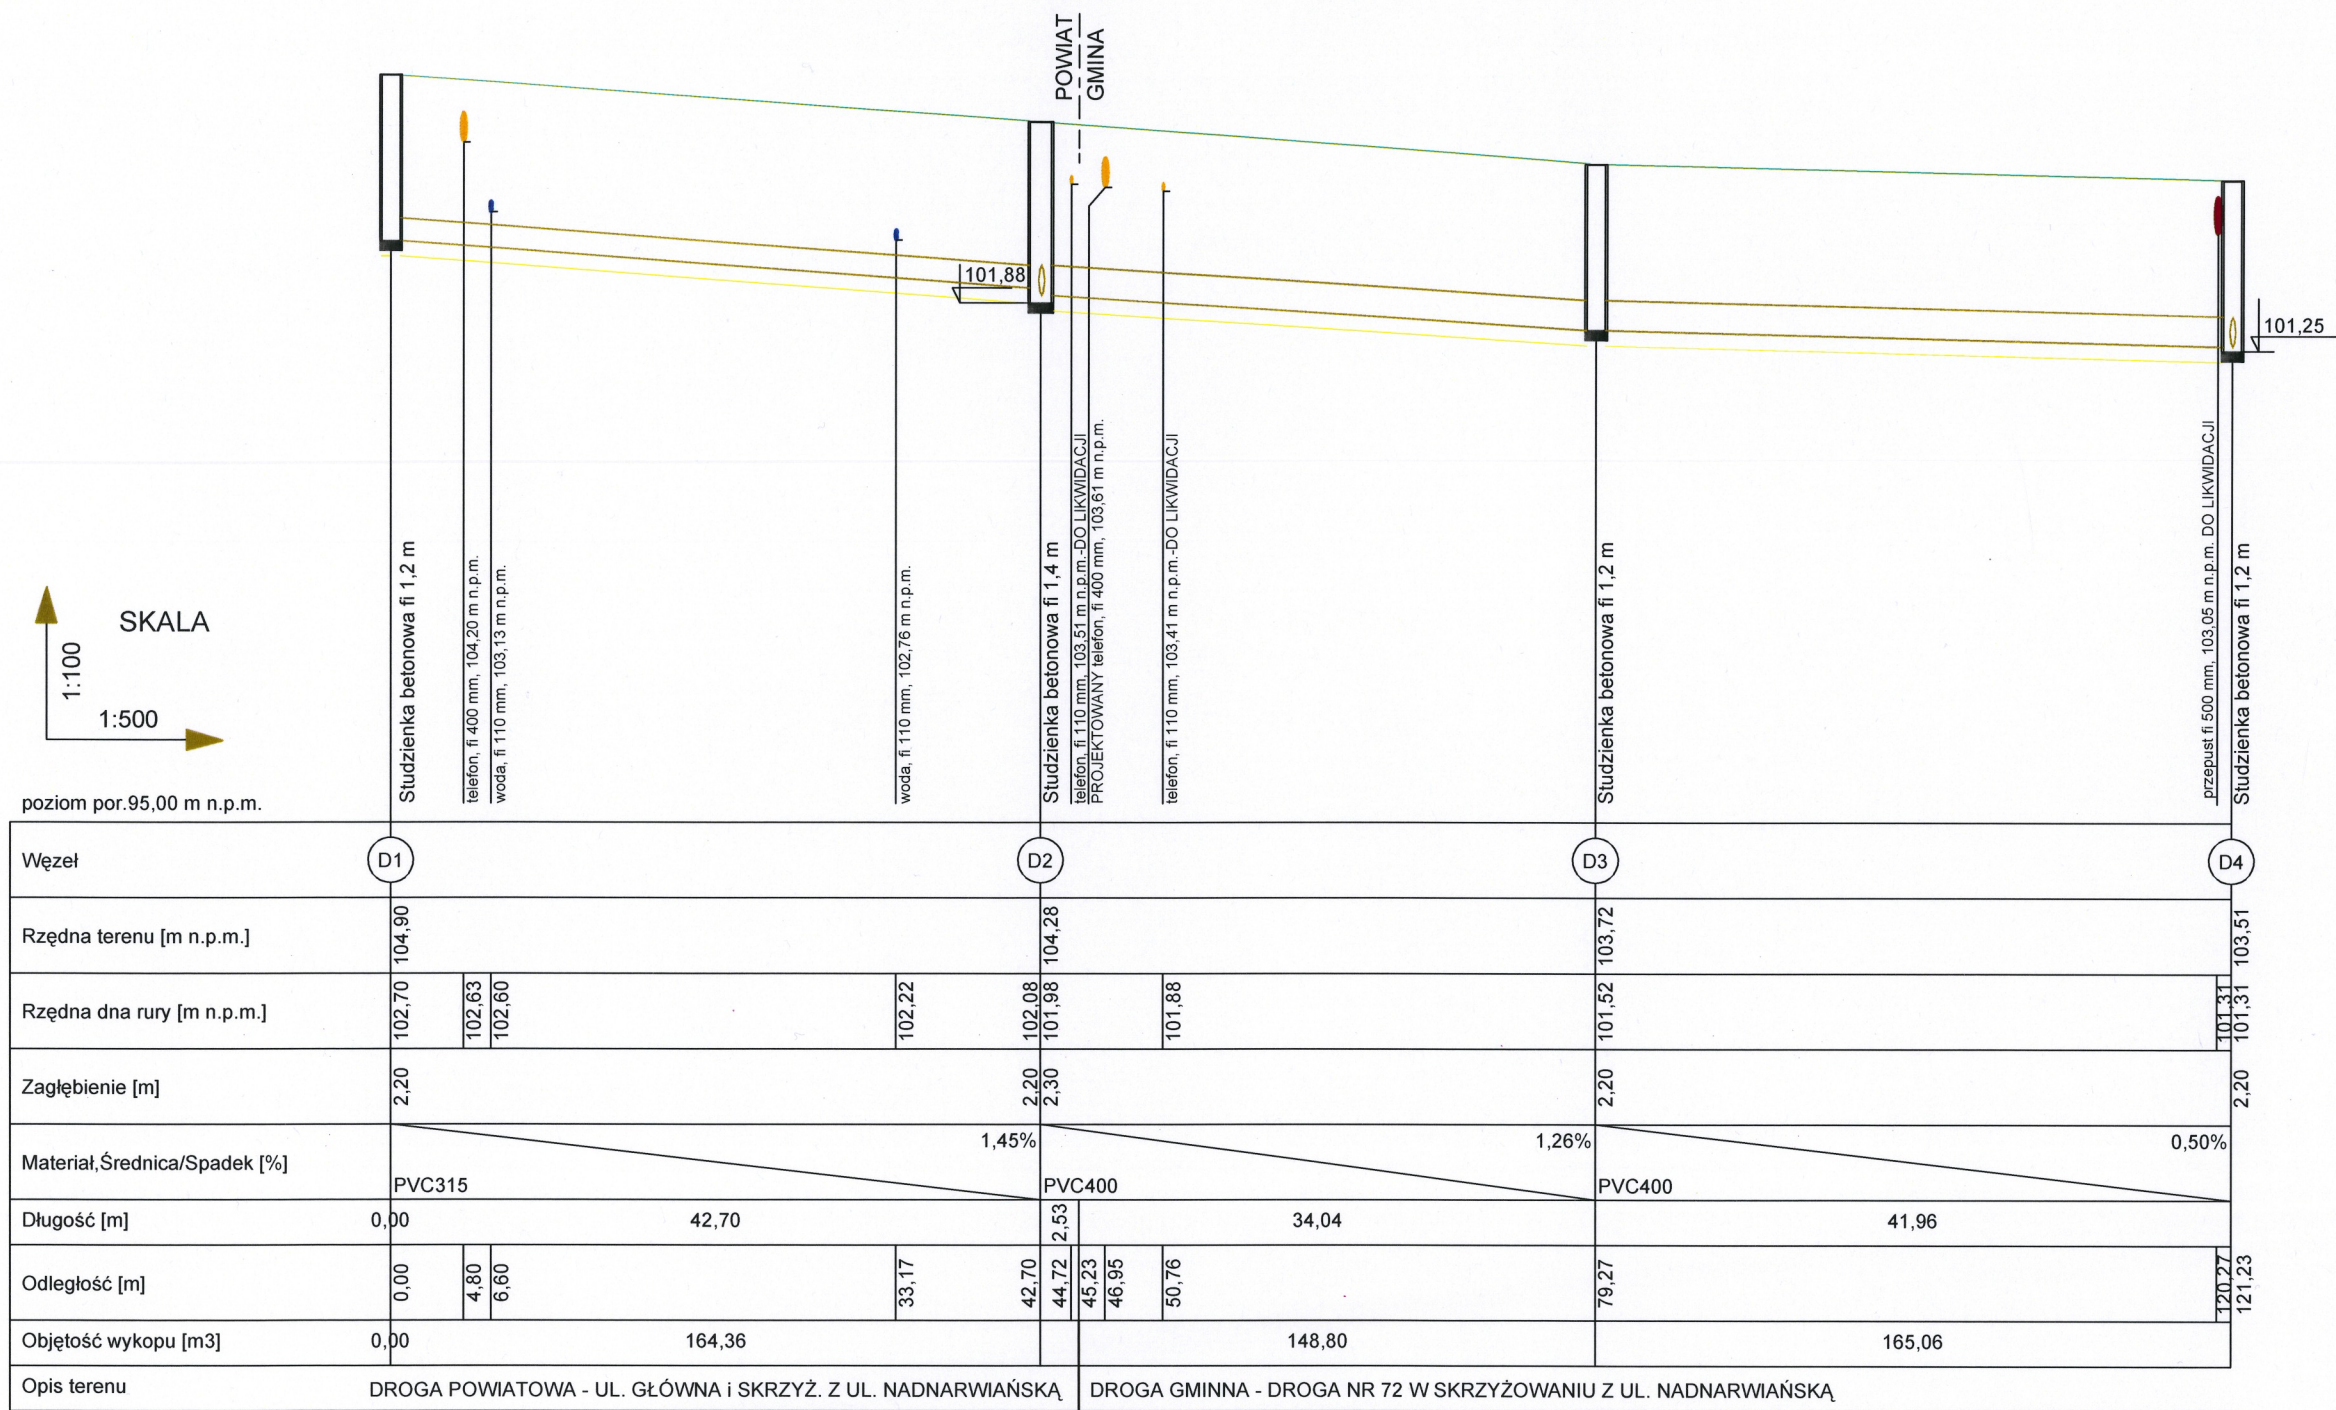 POWIAT
GMINA
101,88
101,25
Studzienka betonowa fi 1,2 m
telefon, fi 400 mm, 104,20 m n.p.m.
woda, fi 110 mm, 103,13 m n.p.m.
woda, fi 110 mm, 102,76 m n.p.m.
Studzienka betonowa fi 1,4 m
telefon, fi 110 mm, 103,51 m n.p.m.-DO LIKWIDACJI
PROJEKTOWANY telefon, fi 400 mm, 103,61 m n.p.m.
telefon, fi 110 mm, 103,41 m n.p.m.-DO LIKWIDACJI
Studzienka betonowa fi 1,2 m
przepust fi 500 mm, 103,05 m n.p.m. DO LIKWIDACJI
Studzienka betonowa fi 1,2 m
SKALA
1:100
1:500
poziom por.95,00 m n.p.m.
Węzeł D1 D2 D3 D4
Rzędna terenu [m n.p.m.] 104,90 104,28 103,72 103,51
Rzędna dna rury [m n.p.m.] 102,70 102,63 102,60 102,22 102,08 101,98 101,88 101,52 101,31 101,31
Zagłębienie [m] 2,20 2,20 2,30 2,20 2,20
Materiał,Średnica/Spadek [%] PVC315 1,45% PVC400 1,26% PVC400 0,50%
Długość [m] 0,00 42,70 2,53 34,04 41,96
Odległość [m] 0,00 4,80 6,60 33,17 42,70 44,72 45,23 46,95 50,76 79,27 120,27 121,23
Objętość wykopu [m3] 0,00 164,36 148,80 165,06
Opis terenu DROGA POWIATOWA - UL. GŁÓWNA i SKRZYŻ. Z UL. NADNARWIAŃSKĄ DROGA GMINNA - DROGA NR 72 W SKRZYŻOWANIU Z UL. NADNARWIAŃSKĄ